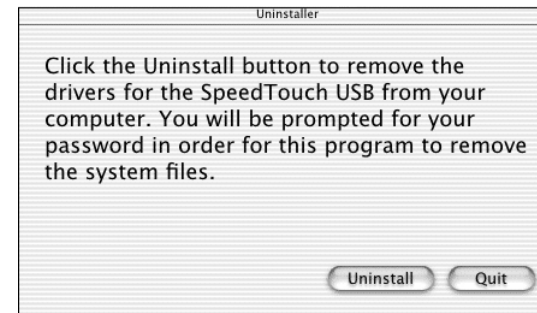 Uninstaller
Click the Uninstall button to remove the
drivers for the SpeedTouch USB from your
computer. You will be prompted for your
password in order for this program to remove
the system files.
Uninstall Quit